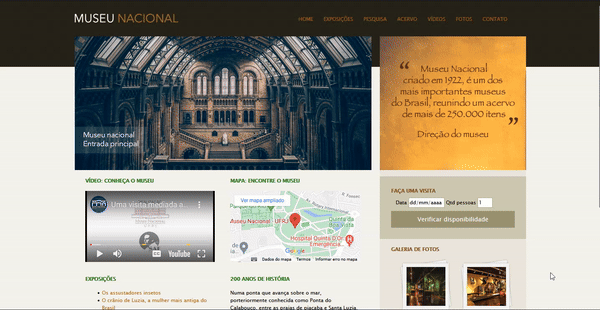 MUSEU NACIONAL
HOME EXPOSIÇÕES PESQUISA ACERVO VÍDEOS FOTOS CONTATO
Museu nacional
Entrada principal
“ Museu Nacional
criado em 1922, é um dos
mais importantes museus
do Brasil, reunindo um acervo
de mais de 250.000 itens ”
Direção do museu
VÍDEO: CONHEÇA O MUSEU
Uma visita mediada a ...
YouTube
MAPA: ENCONTRE O MUSEU
Ver mapa ampliado
Museu Nacional - UFRJ
Quinta da
Boa Vista
Hospital Quinta D'Or:
Emergência...
Google
Dados do mapa Termos Informar erro no mapa
FAÇA UMA VISITA
Data dd/mm/aaaa Qtd pessoas 1
Verificar disponibilidade
GALERIA DE FOTOS
EXPOSIÇÕES
Os assustadores insetos
O crânio de Luzia, a mulher mais antiga do
Brasil
200 ANOS DE HISTÓRIA
Numa ponta que avança sobre o mar,
posteriormente conhecida como Ponta do
Calabouço, entre as praias de piaçaba e Santa Luzia,